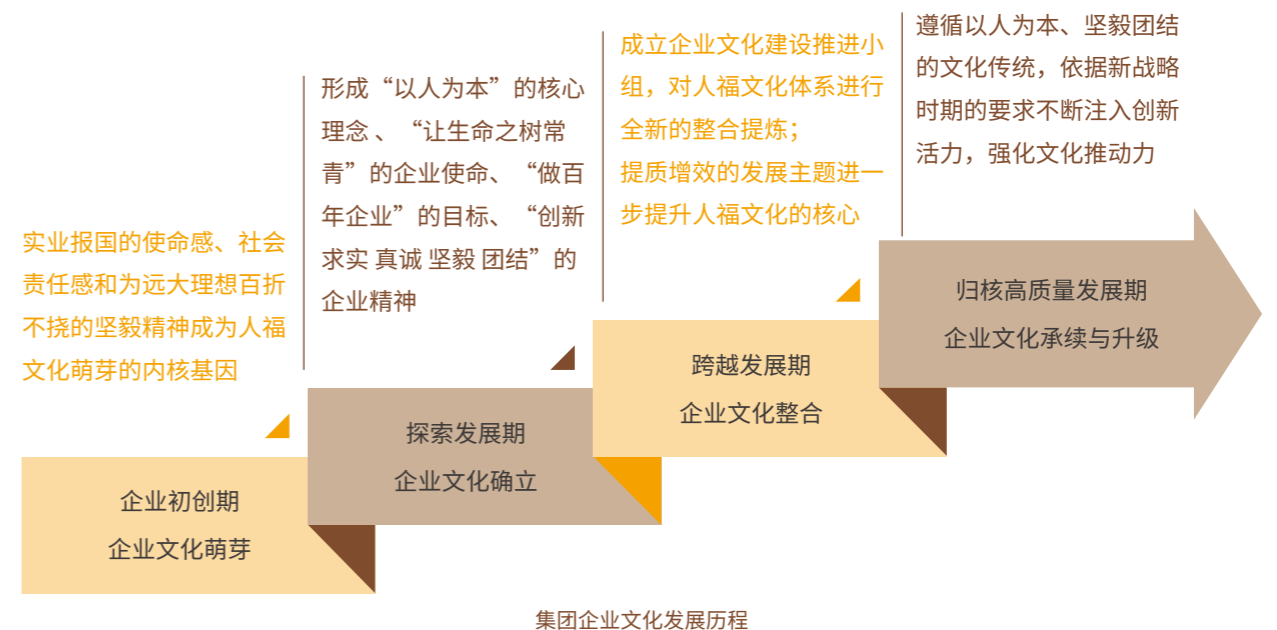 实业报国的使命感、社会
责任感和为远大理想百折
不挠的坚毅精神成为人福
文化萌芽的内核基因
企业初创期
企业文化萌芽
形成“以人为本”的核心
理念 、“让生命之树常
青”的企业使命、“做百
年企业”的目标、“创新
求实 真诚 坚毅 团结”的
企业精神
探索发展期
企业文化确立
成立企业文化建设推进小
组，对人福文化体系进行
全新的整合提炼；
提质增效的发展主题进一
步提升人福文化的核心
跨越发展期
企业文化整合
遵循以人为本、坚毅团结
的文化传统，依据新战略
时期的要求不断注入创新
活力，强化文化推动力
归核高质量发展期
企业文化承续与升级
集团企业文化发展历程